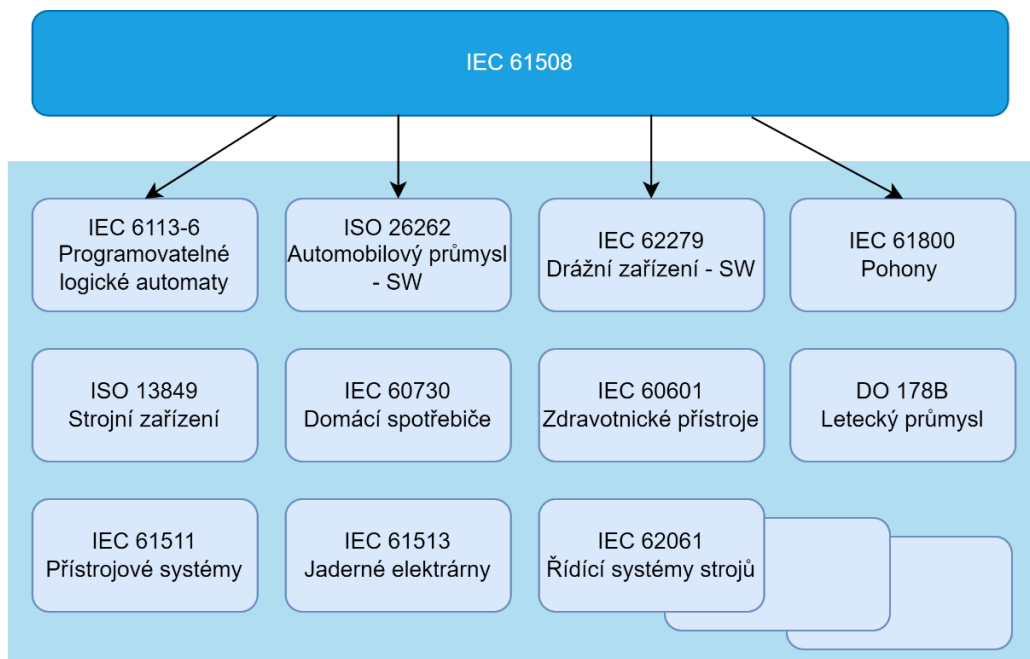 IEC 61508
IEC 6113-6
Programovatelné
logické automaty
ISO 26262
Automobilový průmysl
- SW
IEC 62279
Drážní zařízení - SW
IEC 61800
Pohony
ISO 13849
Strojní zařízení
IEC 60730
Domácí spotřebiče
IEC 60601
Zdravotnické přístroje
DO 178B
Letecký průmysl
IEC 61511
Přístrojové systémy
IEC 61513
Jaderné elektrárny
IEC 62061
Řídící systémy strojů